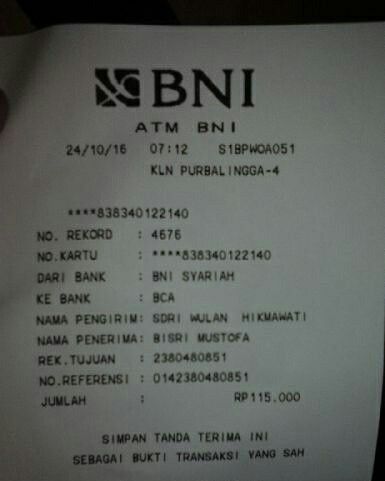 BNI
ATM BNI
24/10/16 07:12 S1BPWOA051
KLN PURBALINGGA-4
****838340122140
NO. REKORD : 4676
NO.KARTU : ****838340122140
DARI BANK : BNI SYARIAH
KE BANK : BCA
NAMA PENGIRIM: SDRI WULAN HIKMAWATI
NAMA PENERIMA: BISRI MUSTOFA
REK.TUJUAN : 2380480851
NO.REFERENSI : 0142380480851
JUMLAH : RP115.000
SIMPAN TANDA TERIMA INI
SEBAGAI BUKTI TRANSAKSI YANG SAH